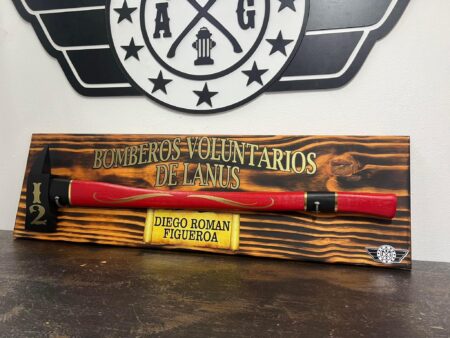 A G
BOMBEROS VOLUNTARIOS
DE LANUS
12
DIEGO ROMAN
FIGUEROA